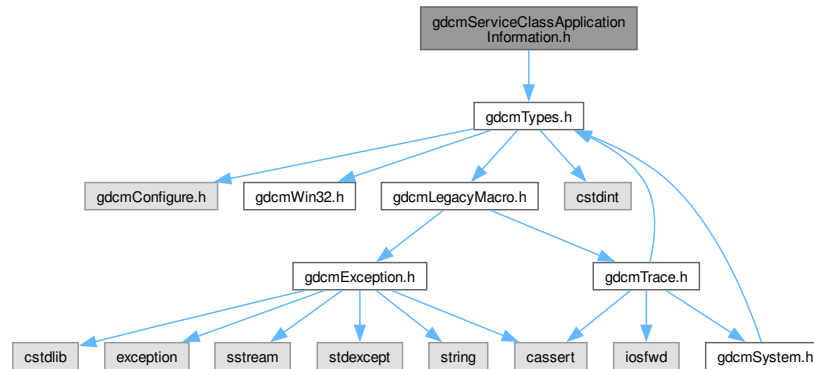 gdcmServiceClassApplication
Information.h
gdcmTypes.h
gdcmConfigure.h
gdcmWin32.h
gdcmLegacyMacro.h
cstdint
gdcmException.h
gdcmTrace.h
cstdlib
exception
sstream
stdexcept
string
cassert
iosfwd
gdcmSystem.h